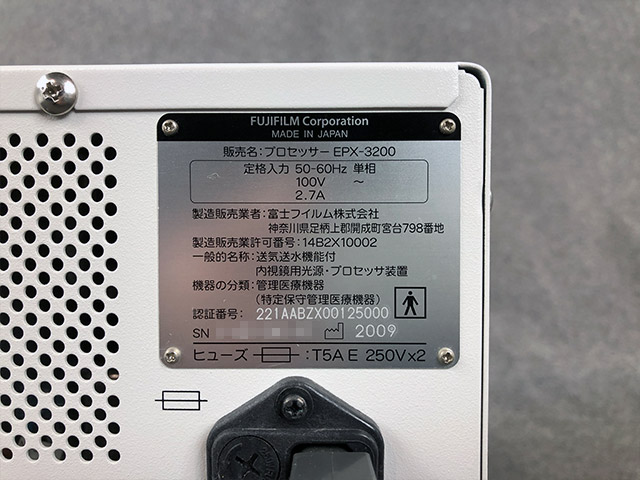 FUJIFILM Corporation
MADE IN JAPAN
販売名:プロセッサー EPX-3200
定格入力 50-60Hz 単相
100V ~
2.7A
製造販売業者:富士フイルム株式会社
神奈川県足柄上郡開成町宮台798番地
製造販売業許可番号:14B2X10002
一般的名称:送気送水機能付
内視鏡用光源・プロセッサ装置
機器の分類:管理医療機器
(特定保守管理医療機器)
認証番号: 221AABZX00125000
SN 2009
ヒューズ :T5A E 250V×2